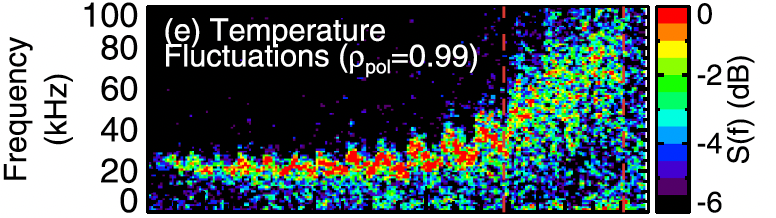 (e) Temperature
Fluctuations (ρpol=0.99)
Frequency
(kHz)
100
80
60
40
20
0
0
-2
-4
-6
S(f) (dB)